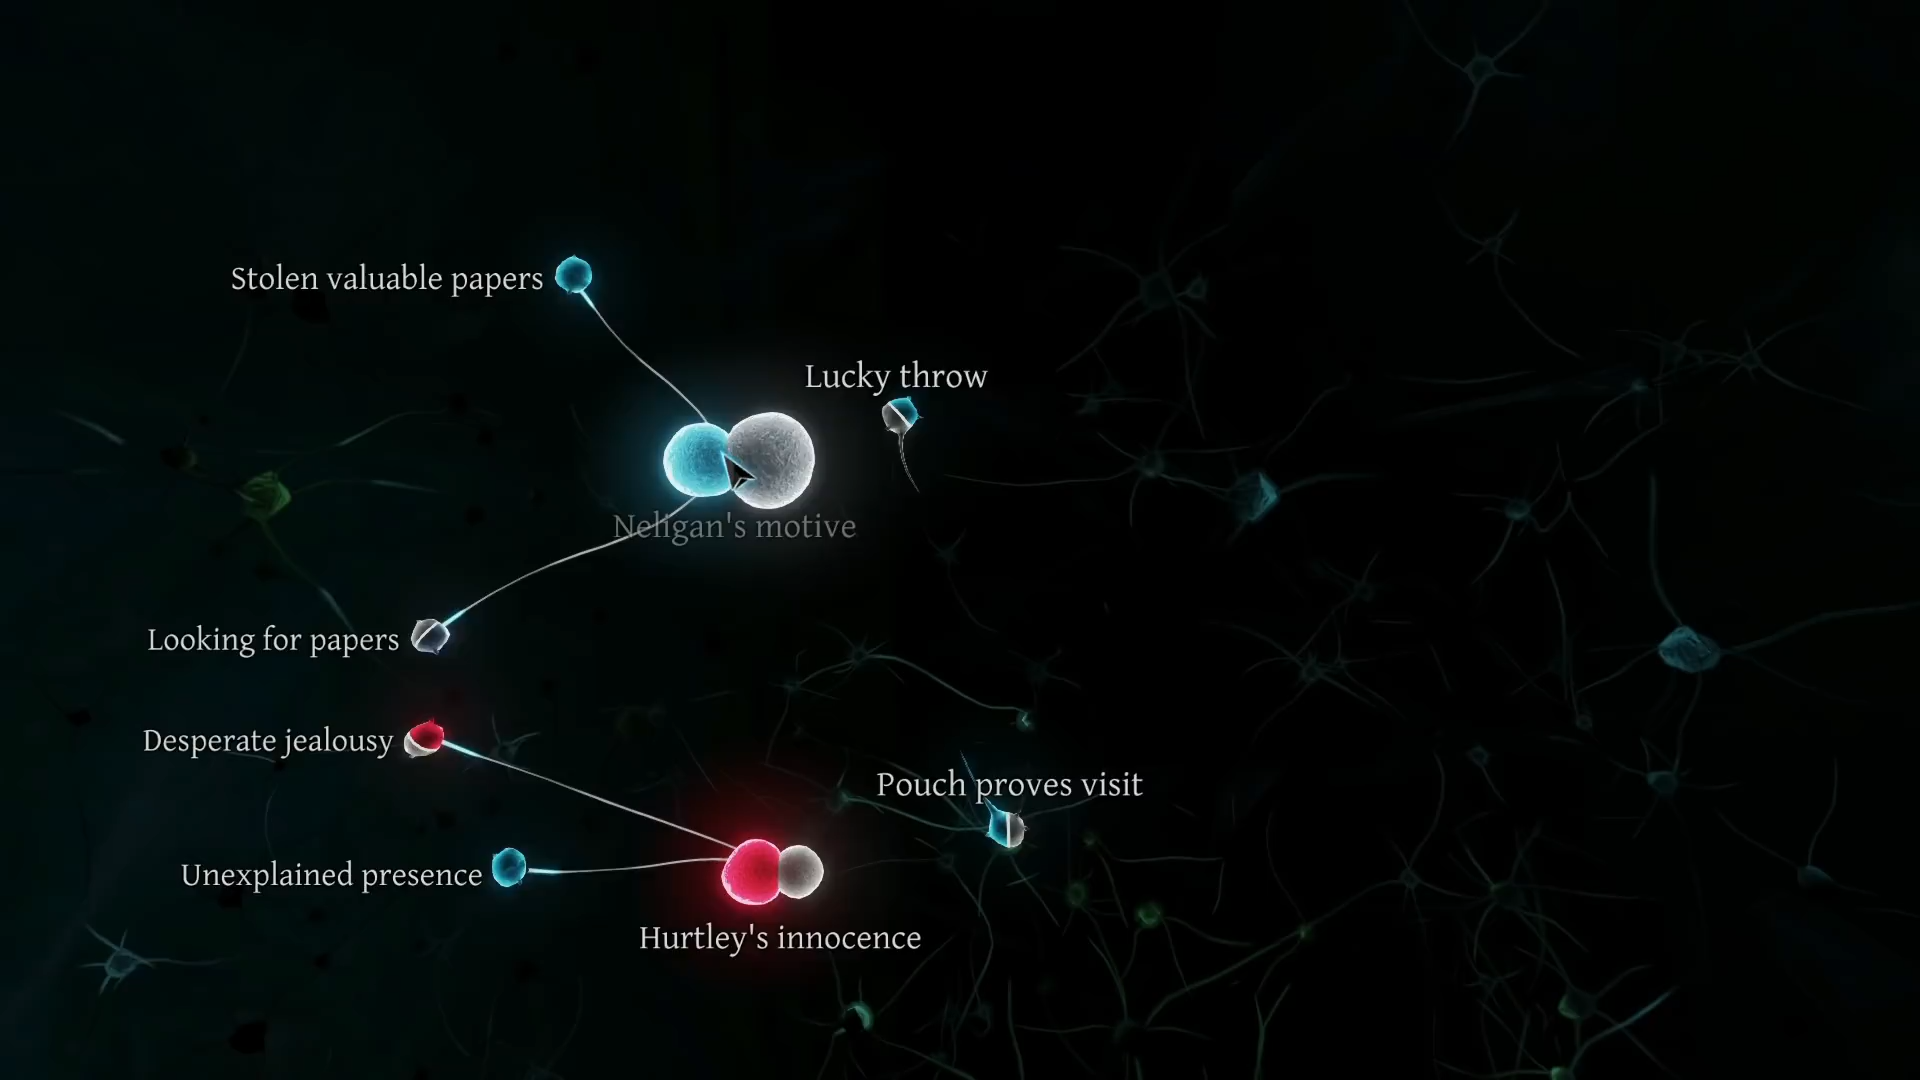 Stolen valuable papers
Lucky throw
Neligan's motive
Looking for papers
Desperate jealousy
Pouch proves visit
Unexplained presence
Hurtley's innocence